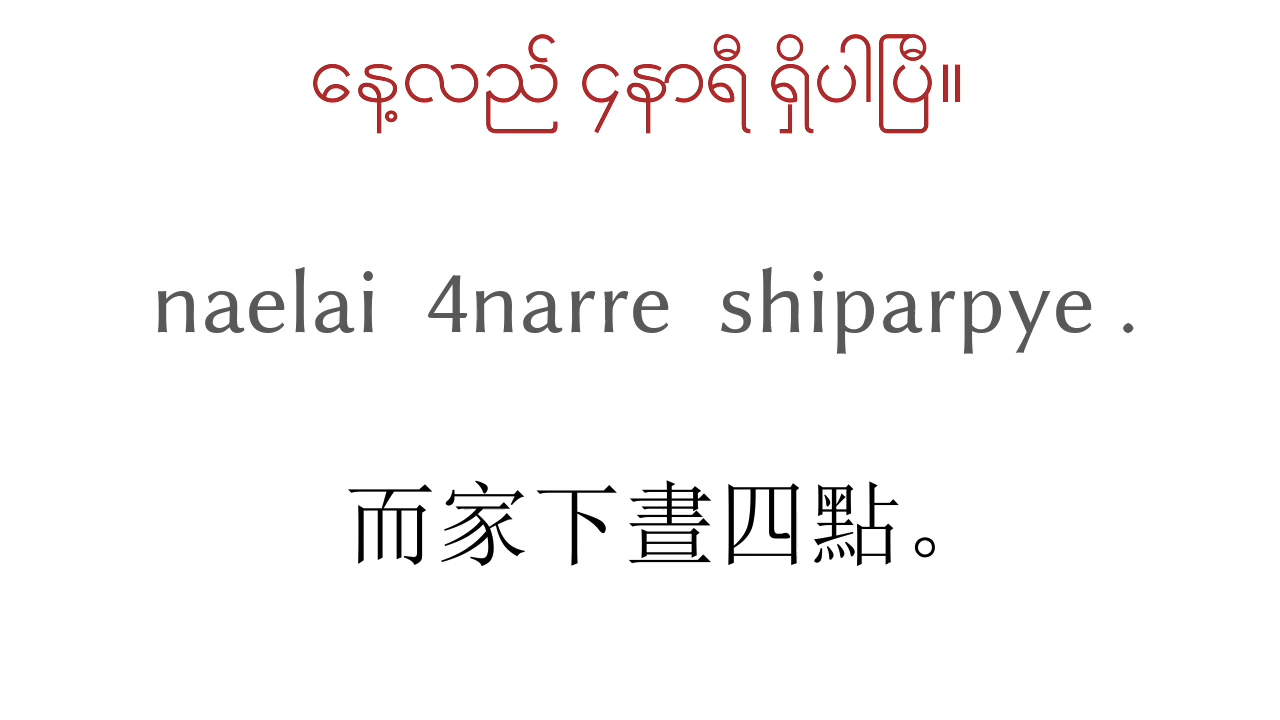 နေ့လည် ၄နာရီ ရှိပါပြီ။
naelai 4narre shiparpye .
而家下晝四點。